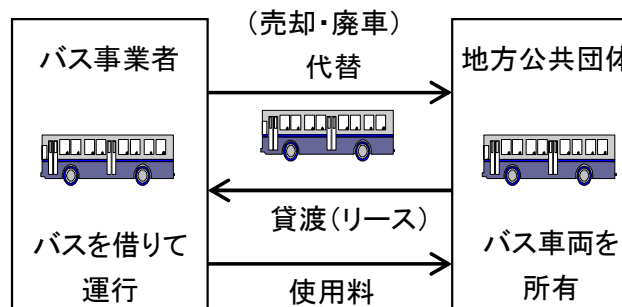 バス事業者
バスを借りて
運行
（売却・廃車）
代替
貸渡（リース）
使用料
地方公共団体
バス車両を
所有